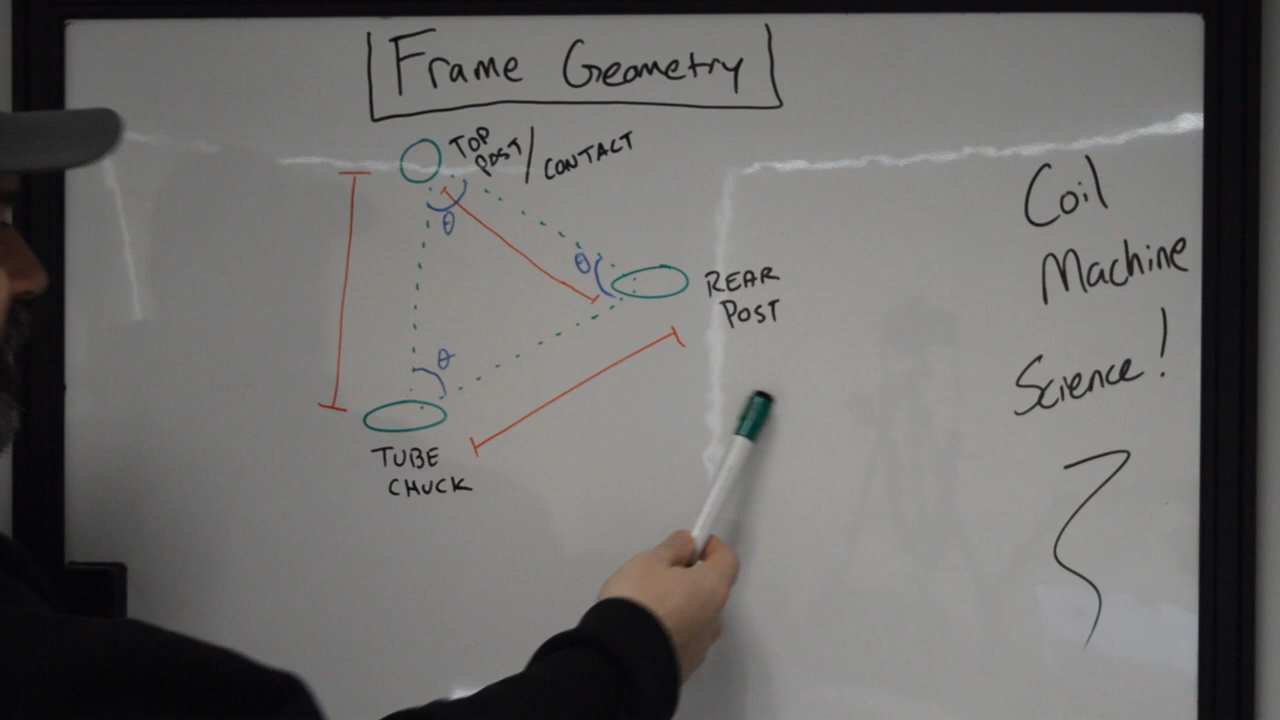 Frame Geometry
TOP
POST / CONTACT
θ
θ
REAR
POST
θ
TUBE
CHUCK
Coil
Machine
Science!